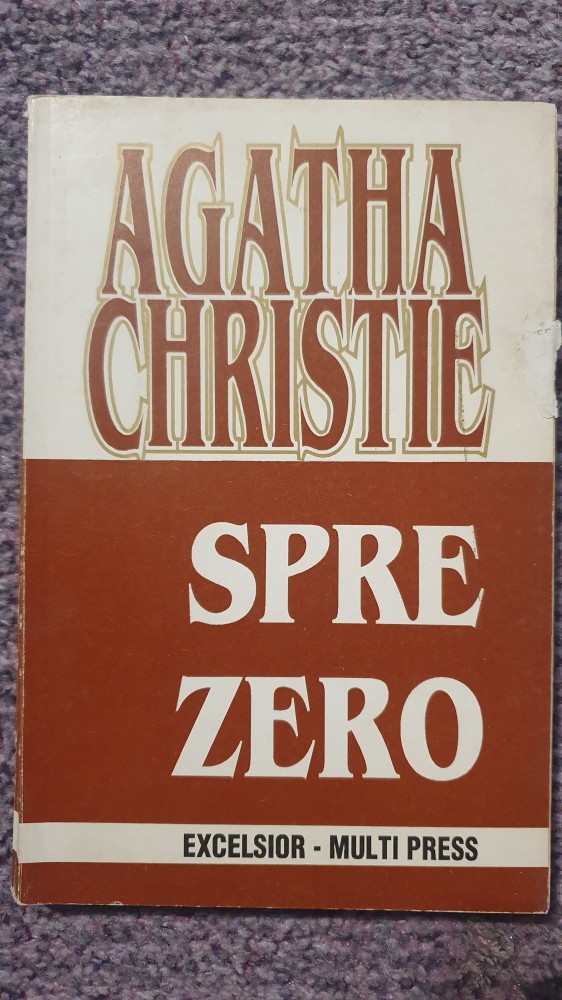 AGATHA
CHRISTIE
SPRE
ZERO
EXCELSIOR - MULTI PRESS